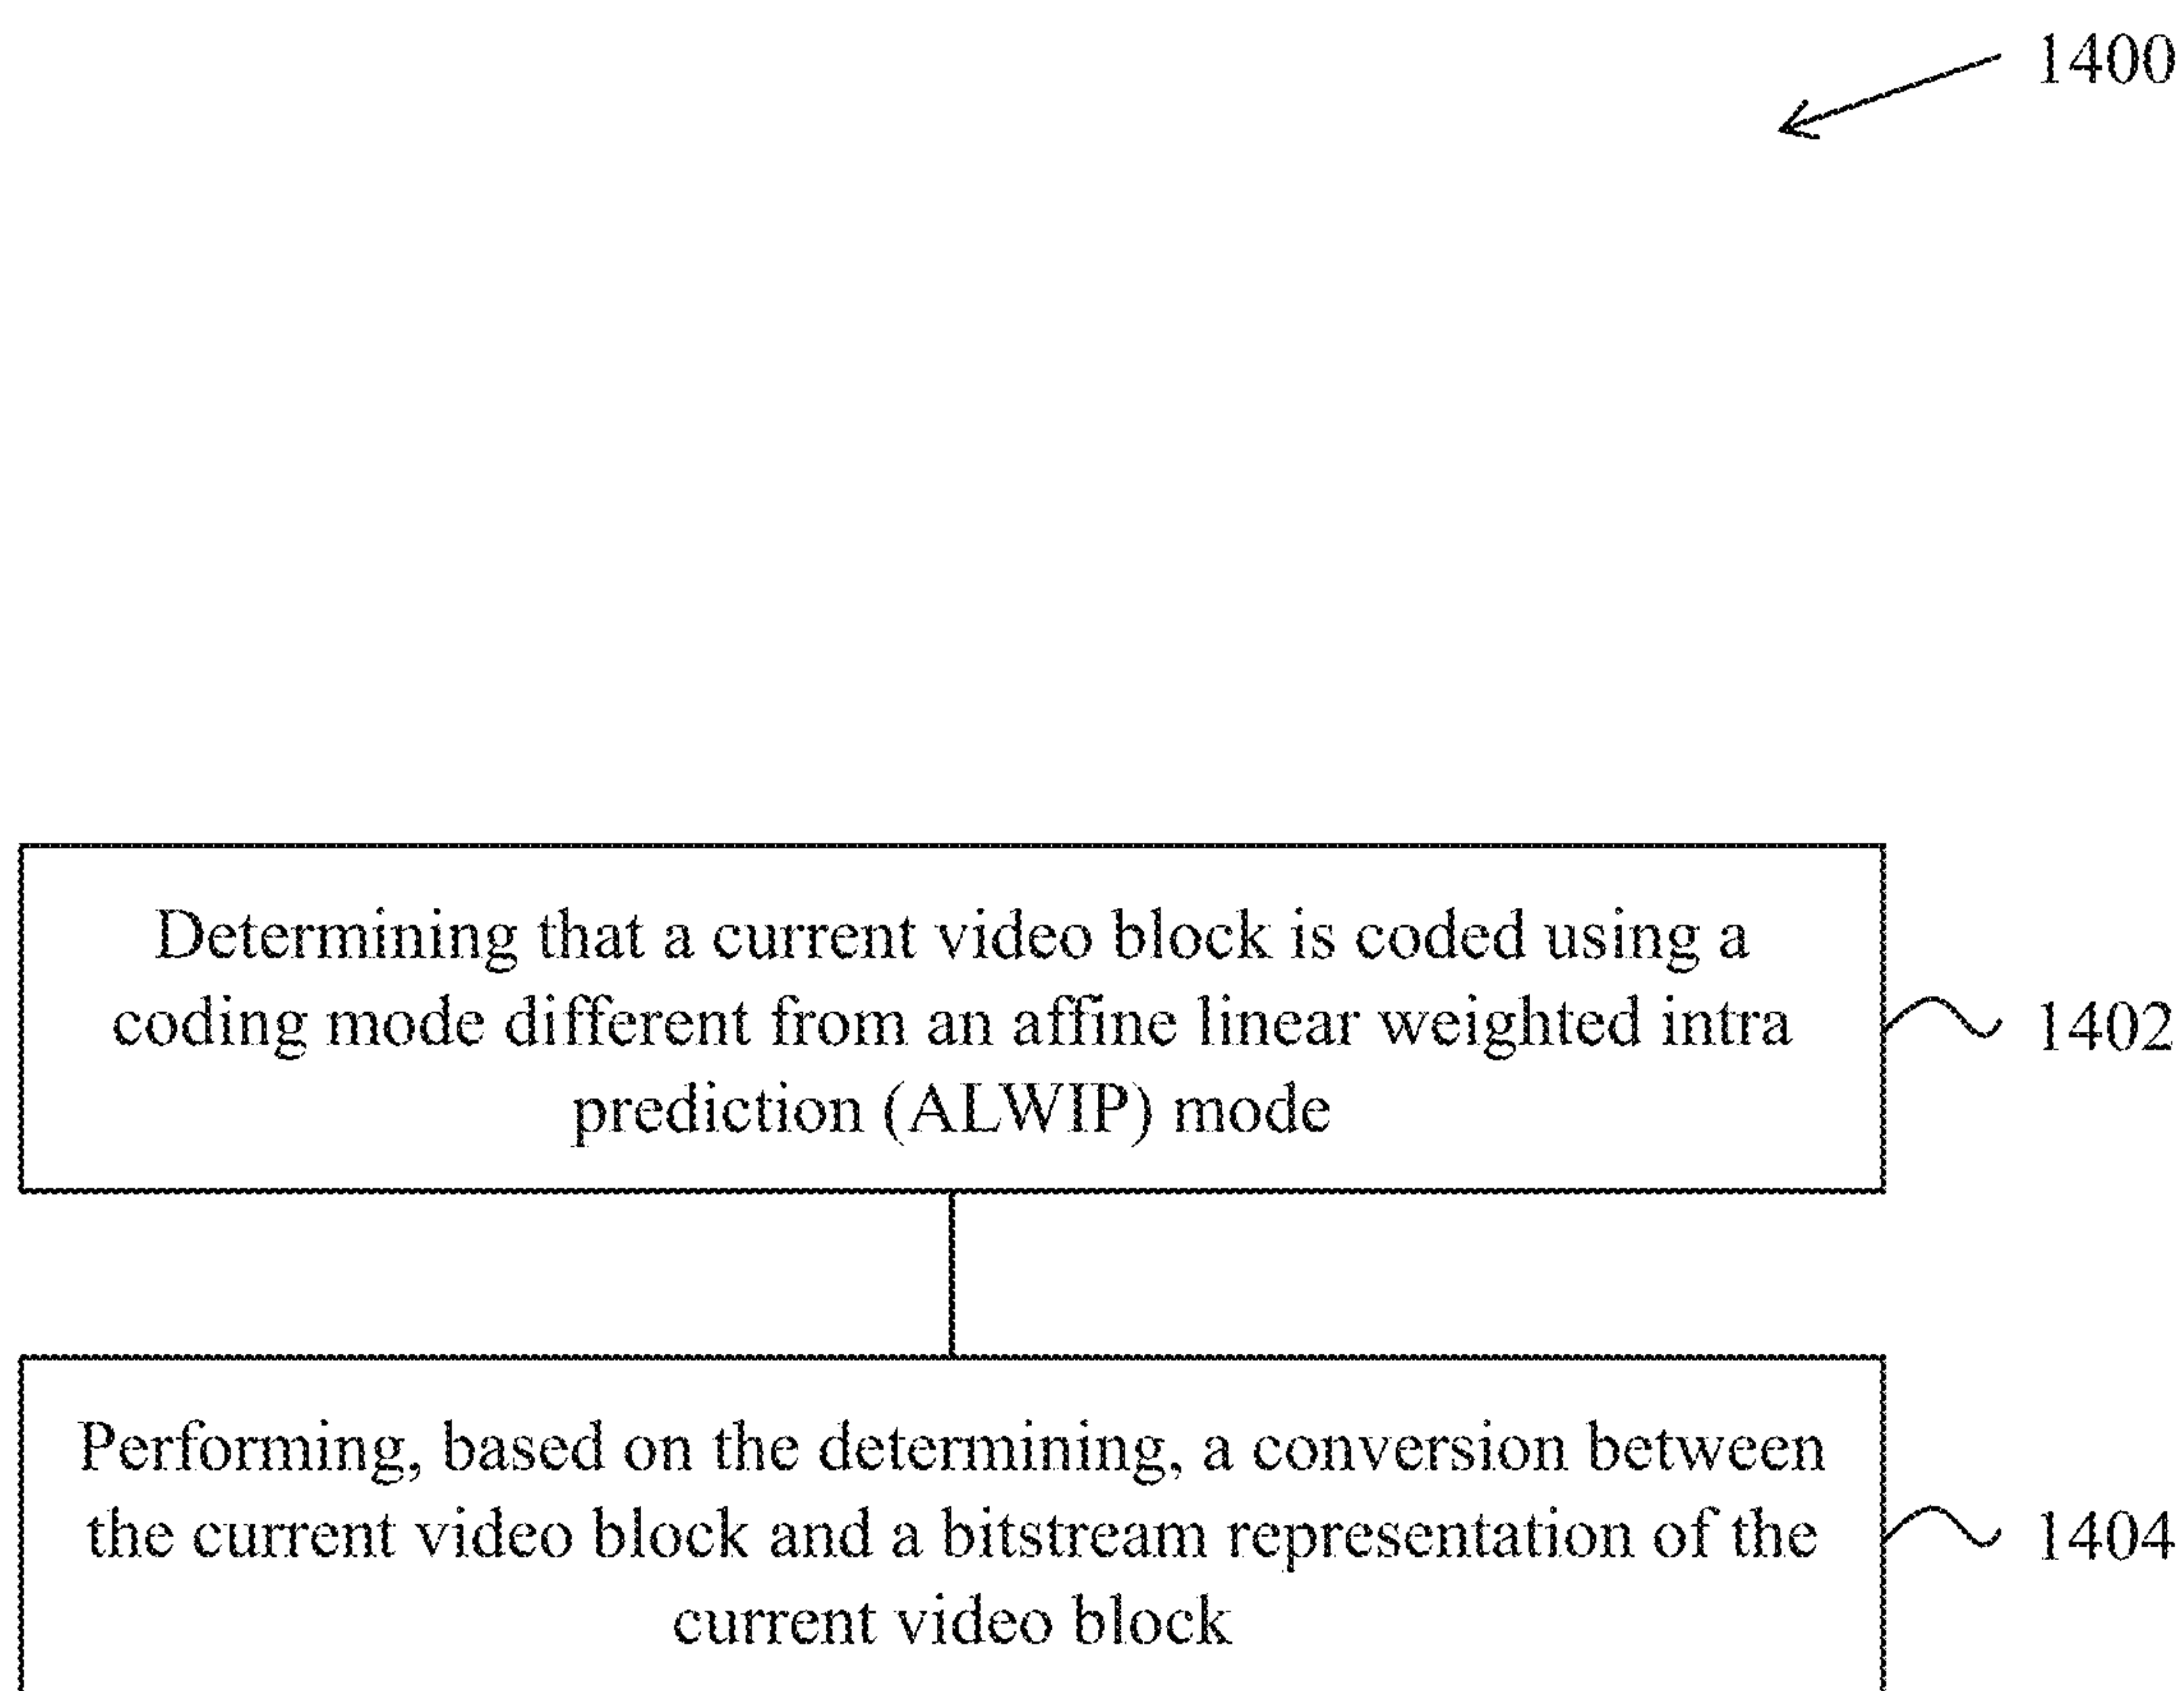 1400
Determining that a current video block is coded using a
coding mode different from an affine linear weighted intra
prediction (ALWIP) mode
1402
Performing, based on the determining, a conversion between
the current video block and a bitstream representation of the
current video block
1404